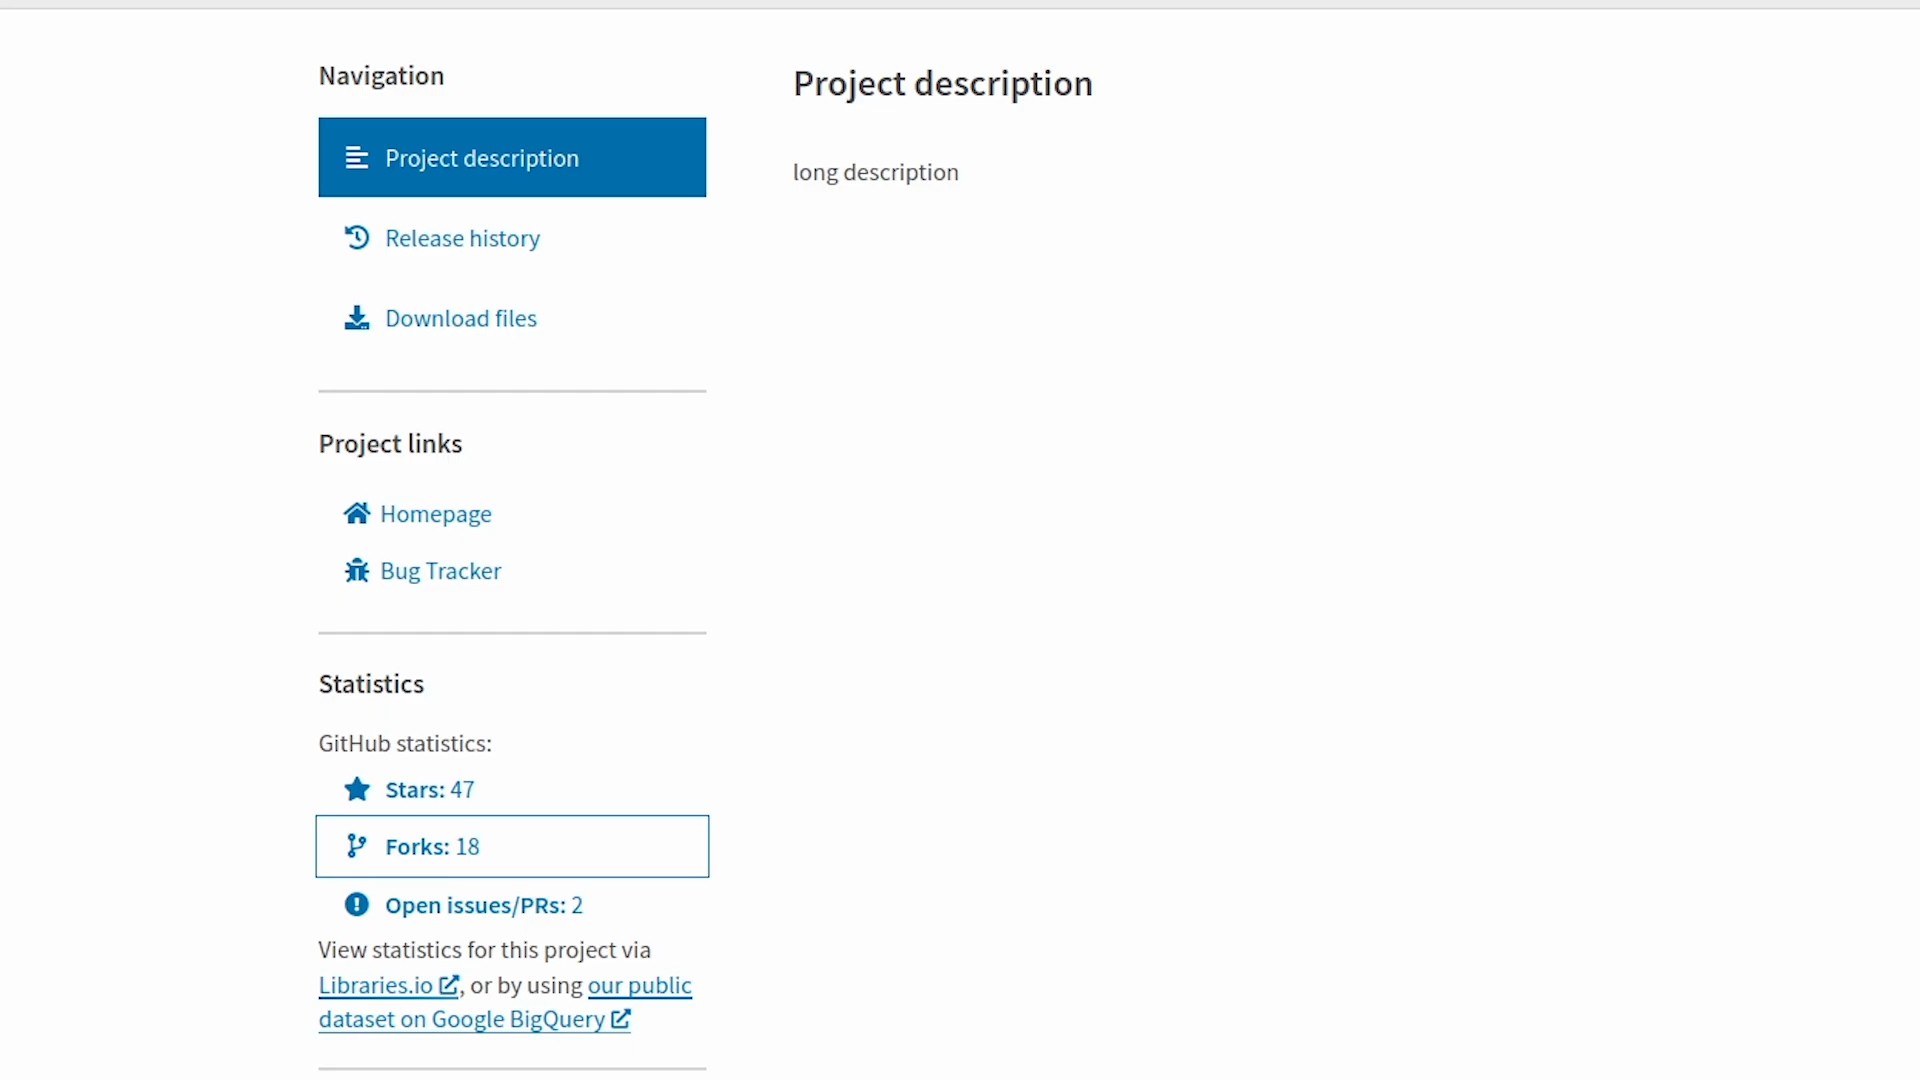 Navigation
Project description
Release history
Download files
Project links
Homepage
Bug Tracker
Statistics
GitHub statistics:
Stars: 47
Forks: 18
Open issues/PRs: 2
View statistics for this project via
Libraries.io, or by using our public
dataset on Google BigQuery
Project description
long description